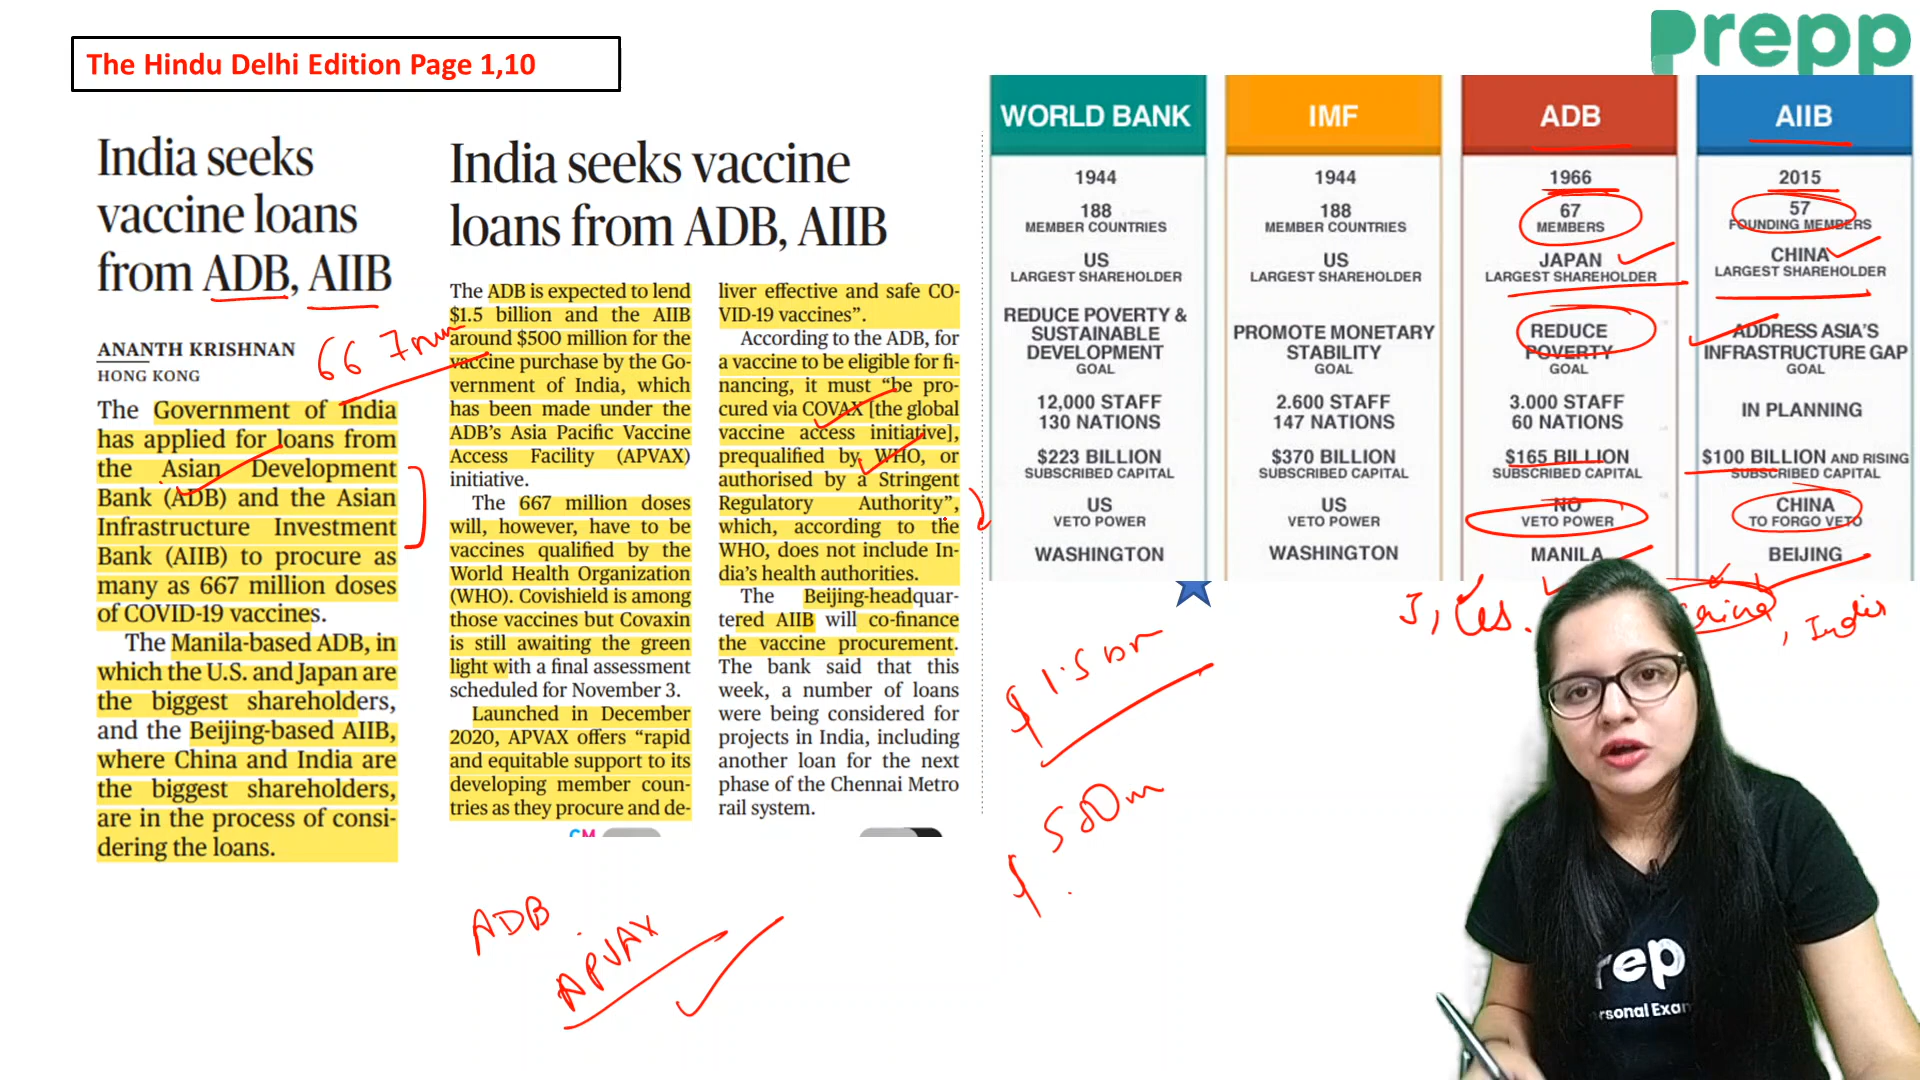 prepp
The Hindu Delhi Edition Page 1,10
India seeks
vaccine loans
from ADB, AIIB
ANANTH KRISHNAN
HONG KONG
The Government of India
has applied for loans from
the Asian Development
Bank (ADB) and the Asian
Infrastructure Investment
Bank (AIIB) to procure as
many as 667 million doses
of COVID-19 vaccines.
The Manila-based ADB, in
which the U.S. and Japan are
the biggest shareholders,
and the Beijing-based AIIB,
where China and India are
the biggest shareholders,
are in the process of consi-
dering the loans.
India seeks vaccine
loans from ADB, AIIB
The ADB is expected to lend
$1.5 billion and the AIIB
around $500 million for the
vaccine purchase by the Go-
vernment of India, which
has been made under the
ADB's Asia Pacific Vaccine
Access Facility (APVAX)
initiative.
The 667 million doses
will, however, have to be
vaccines qualified by the
World Health Organization
(WHO). Covishield is among
those vaccines but Covaxin
is still awaiting the green
light with a final assessment
scheduled for November 3.
Launched in December
2020, APVAX offers “rapid
and equitable support to its
developing member coun-
tries as they procure and de-
liver effective and safe CO-
VID-19 vaccines”.
According to the ADB, for
a vaccine to be eligible for fi-
nancing, it must “be pro-
cured via COVAX [the global
vaccine access initiative],
prequalified by WHO, or
authorised by a Stringent
Regulatory Authority”,
which, according to the
WHO, does not include In-
dia's health authorities.
The Beijing-headquar-
tered AIIB will co-finance
the vaccine procurement.
The bank said that this
week, a number of loans
were being considered for
projects in India, including
another loan for the next
phase of the Chennai Metro
rail system.
CM
WORLD BANK
1944
188
MEMBER COUNTRIES
US
LARGEST SHAREHOLDER
REDUCE POVERTY &
SUSTAINABLE
DEVELOPMENT
GOAL
12,000 STAFF
130 NATIONS
$223 BILLION
SUBSCRIBED CAPITAL
US
VETO POWER
WASHINGTON
IMF
1944
188
MEMBER COUNTRIES
US
LARGEST SHAREHOLDER
PROMOTE MONETARY
STABILITY
GOAL
2.600 STAFF
147 NATIONS
$370 BILLION
SUBSCRIBED CAPITAL
US
VETO POWER
WASHINGTON
ADB
1966
67
MEMBERS
JAPAN
LARGEST SHAREHOLDER
REDUCE
POVERTY
GOAL
3.000 STAFF
60 NATIONS
$165 BILLION
SUBSCRIBED CAPITAL
NO
VETO POWER
MANILA
AIIB
2015
57
FOUNDING MEMBERS
CHINA
LARGEST SHAREHOLDER
ADDRESS ASIA'S
INFRASTRUCTURE GAP
GOAL
IN PLANNING
$100 BILLION AND RISING
SUBSCRIBED CAPITAL
CHINA
TO FORGO VETO
BEIJING
J, US.
China, India
$ 1.5 bn
$ 500m
ADB
APVAX
rep
rsonal Exam